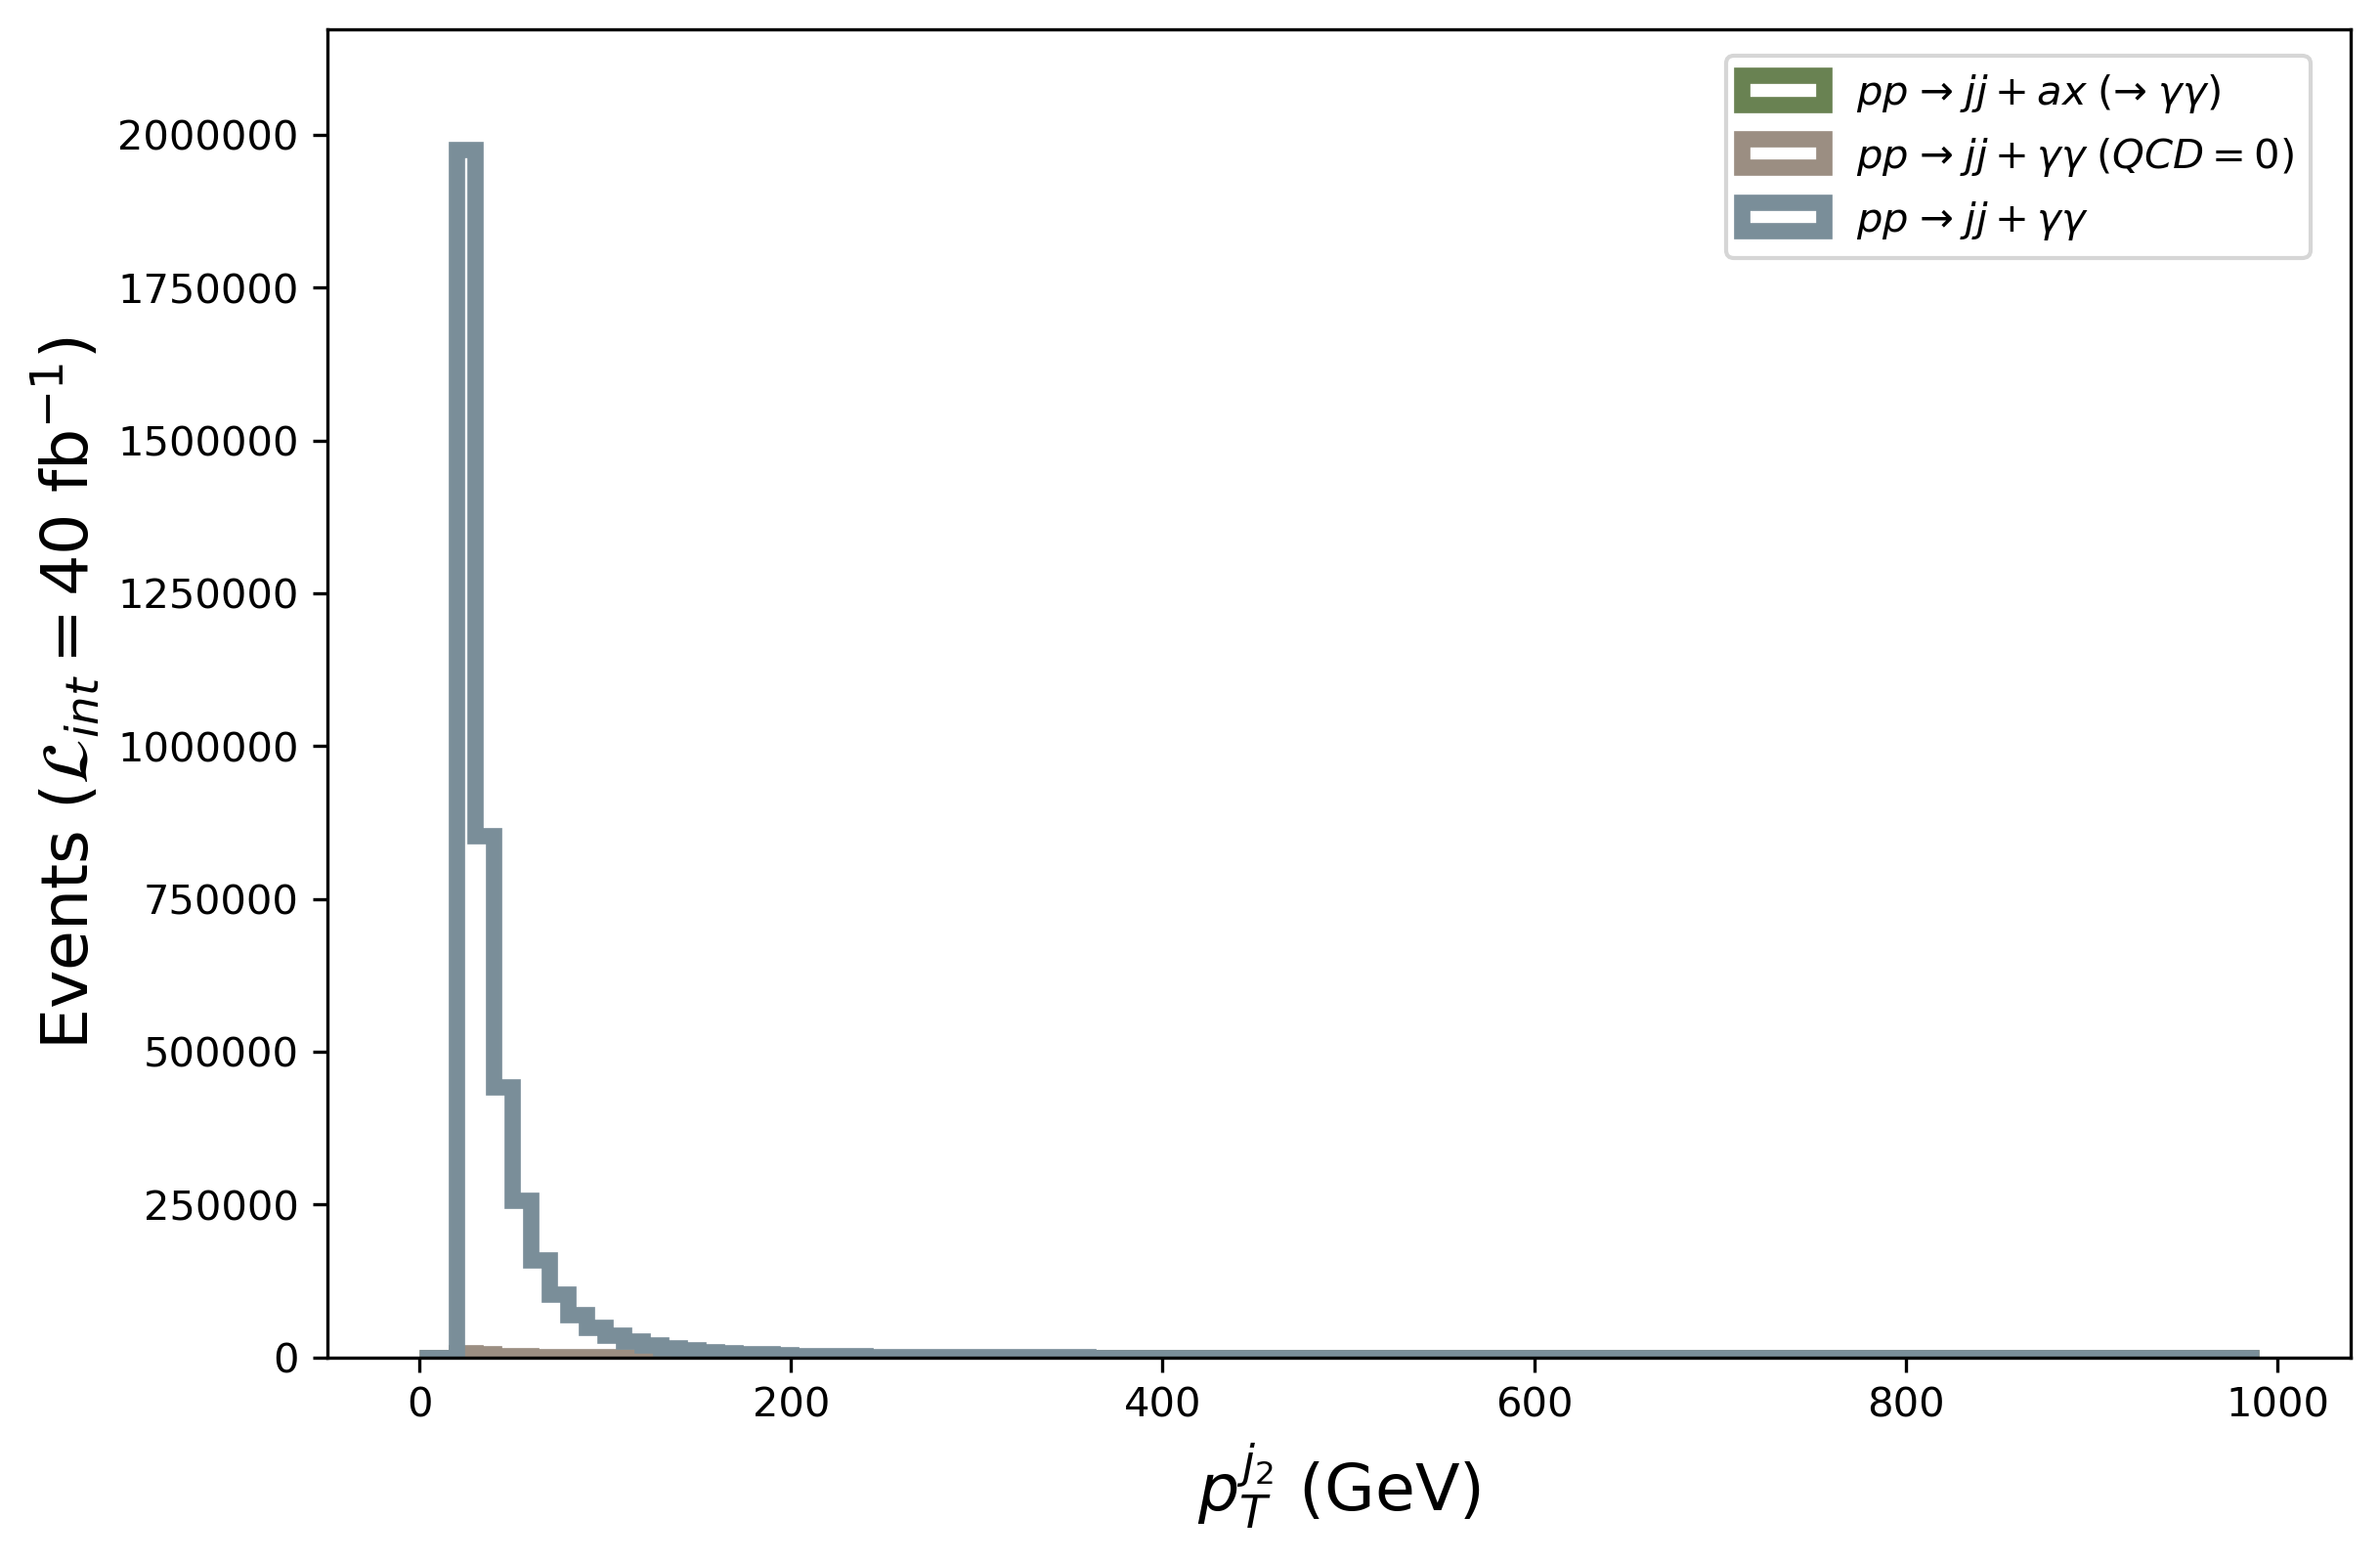 pp → jj + ax (→ γγ)
pp → jj + γγ (QCD = 0)
pp → jj + γγ
2000000
1750000
1500000
1250000
1000000
750000
500000
250000
0
Events (ℒ_int = 40 fb⁻¹)
0 200 400 600 800 1000
p_T^{j_2} (GeV)